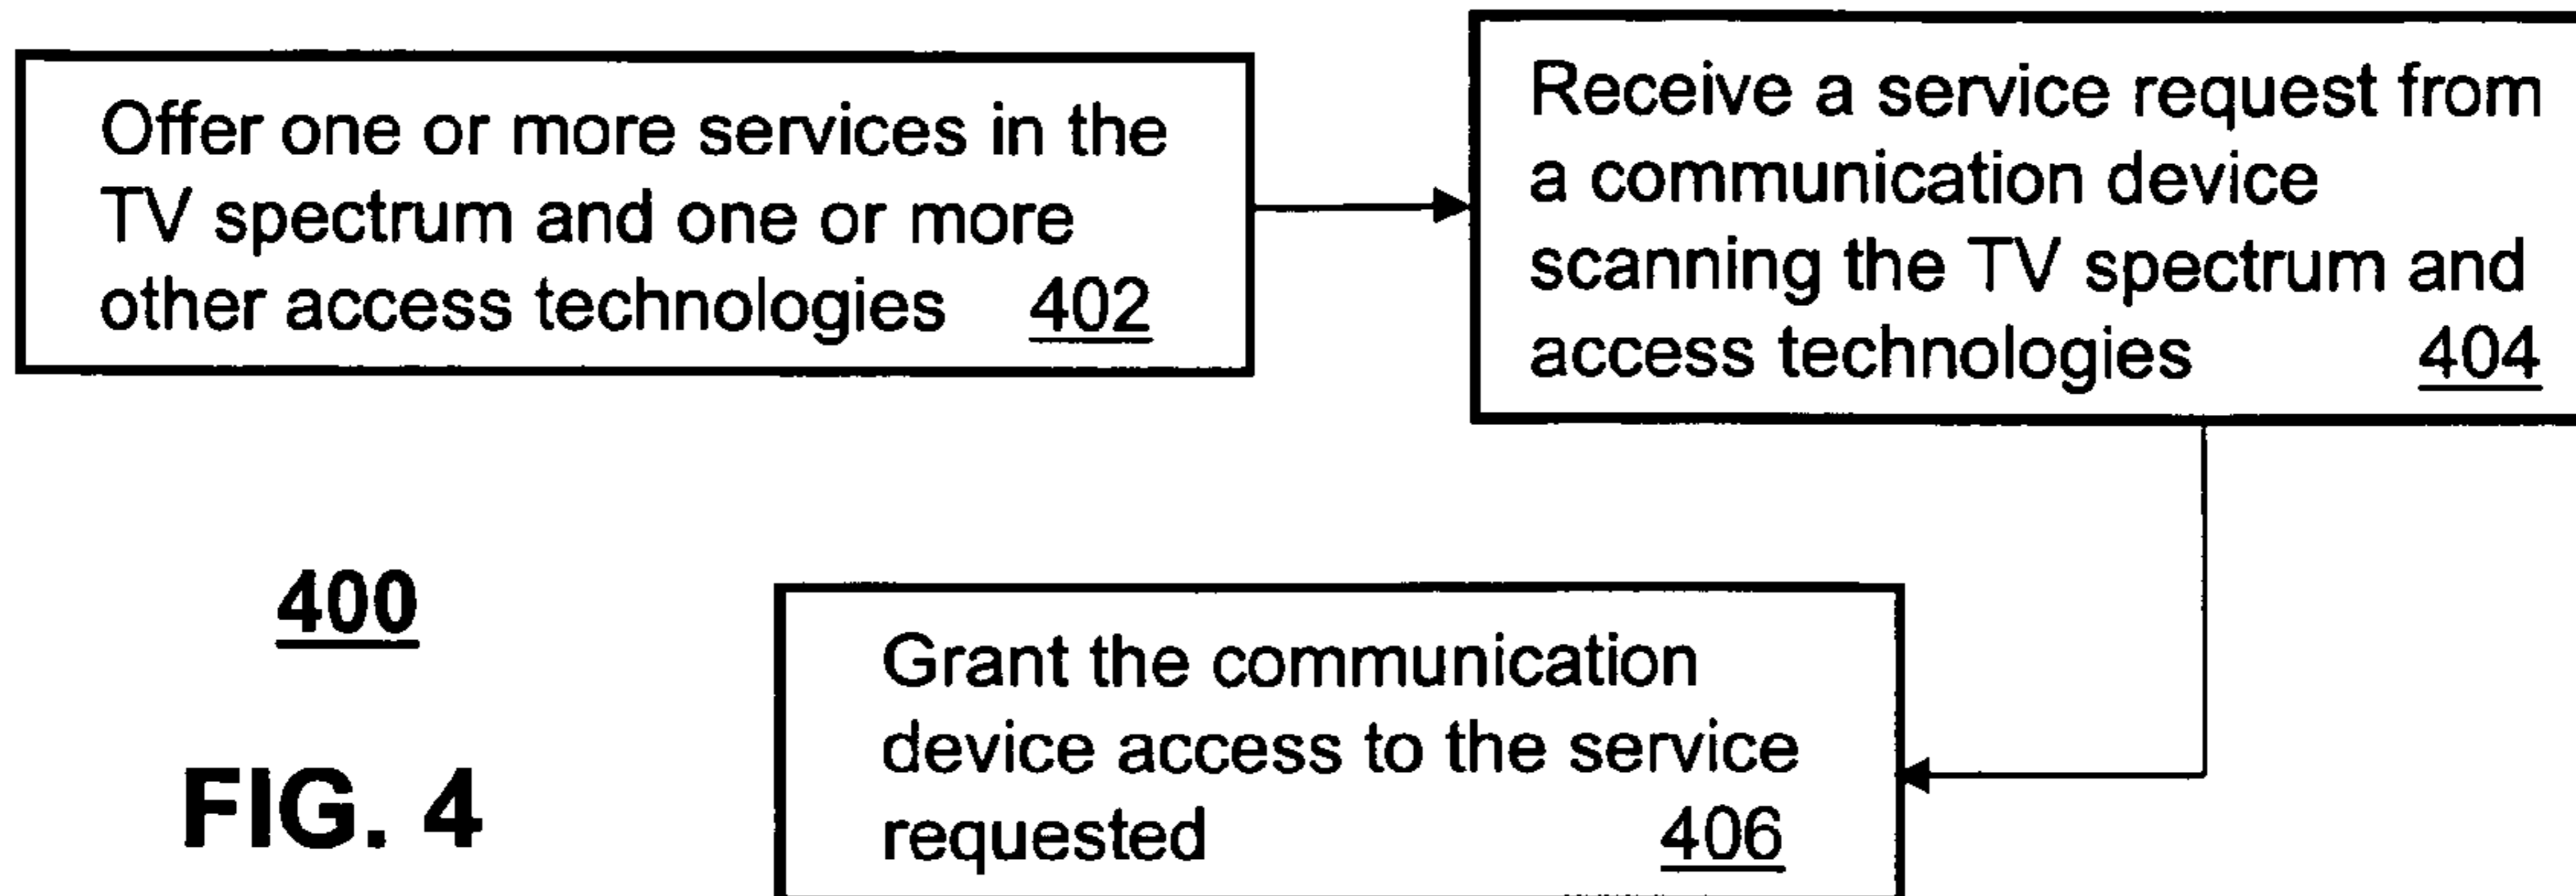 Offer one or more services in the
TV spectrum and one or more
other access technologies 402
Receive a service request from
a communication device
scanning the TV spectrum and
access technologies 404
Grant the communication
device access to the service
requested 406
400
FIG. 4